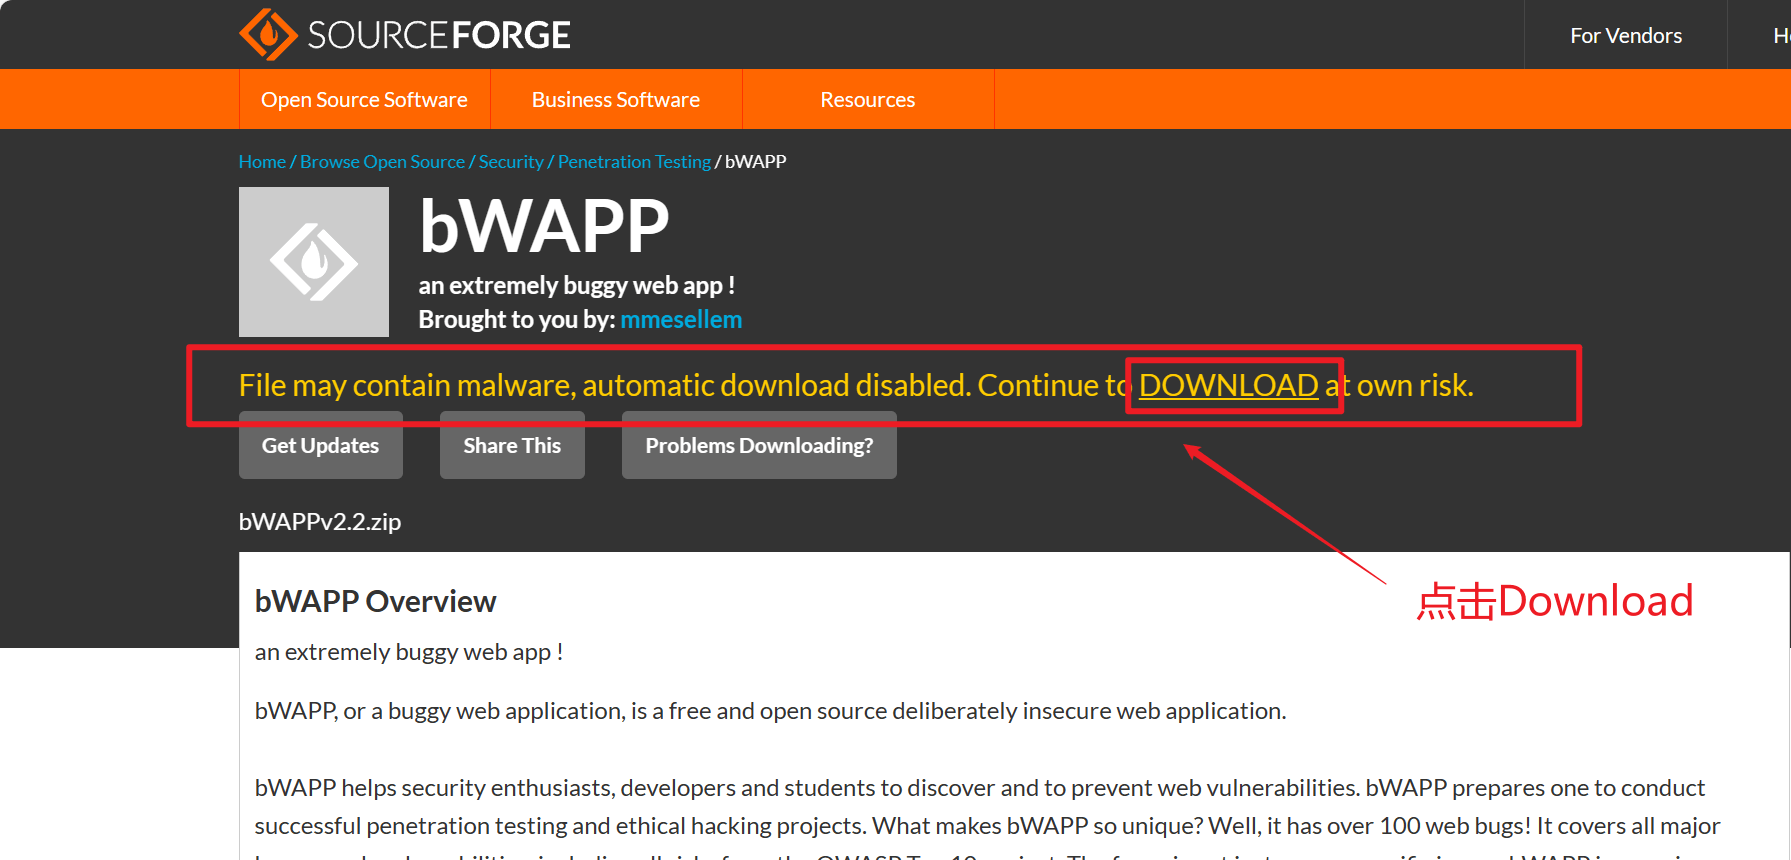 SOURCEFORGE
For Vendors
Open Source Software
Business Software
Resources
Home / Browse Open Source / Security / Penetration Testing / bWAPP
bWAPP
an extremely buggy web app !
Brought to you by: mmesellem
File may contain malware, automatic download disabled. Continue to DOWNLOAD at own risk.
Get Updates
Share This
Problems Downloading?
bWAPPv2.2.zip
点击Download
bWAPP Overview
an extremely buggy web app !
bWAPP, or a buggy web application, is a free and open source deliberately insecure web application.
bWAPP helps security enthusiasts, developers and students to discover and to prevent web vulnerabilities. bWAPP prepares one to conduct
successful penetration testing and ethical hacking projects. What makes bWAPP so unique? Well, it has over 100 web bugs! It covers all major